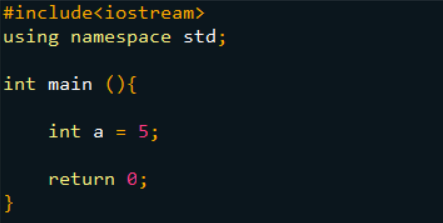 #include<iostream>
using namespace std;
int main (){
int a = 5;
return 0;
}